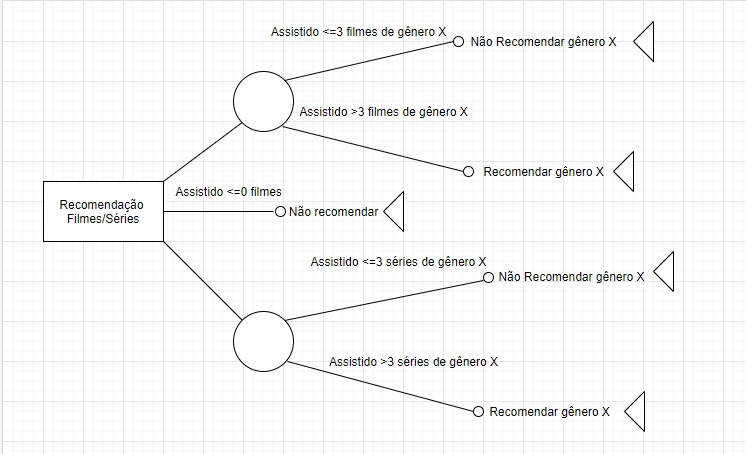 Assistido <=3 filmes de gênero X
Não Recomendar gênero X
Assistido >3 filmes de gênero X
Recomendar gênero X
Recomendação
Filmes/Séries
Assistido <=0 filmes
Não recomendar
Assistido <=3 séries de gênero X
Não Recomendar gênero X
Assistido >3 séries de gênero X
Recomendar gênero X